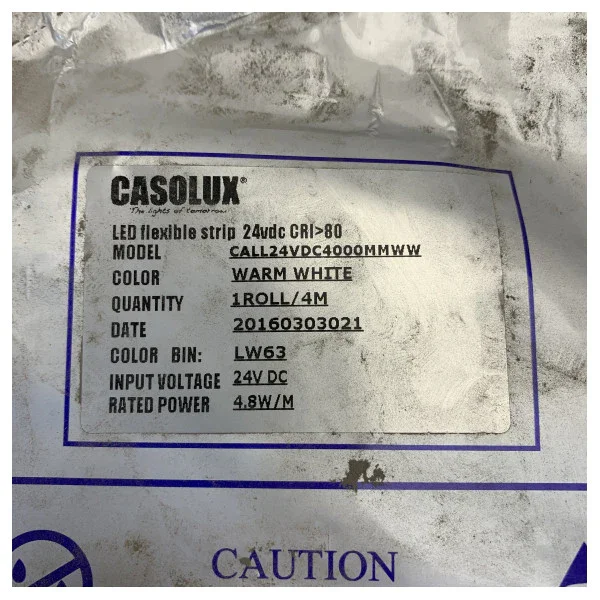 CASOLUX®
The lights of tomorrow
LED flexible strip 24vdc CRI>80
MODEL CALL24VDC4000MMWW
COLOR WARM WHITE
QUANTITY 1ROLL/4M
DATE 20160303021
COLOR BIN: LW63
INPUT VOLTAGE 24V DC
RATED POWER 4.8W/M
CAUTION